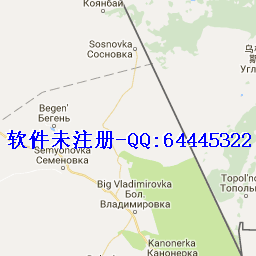 Коянбай
Sosnovka
Сосновка
Углo
Begen'
Бегень
软件未注册-QQ:64445322
Semyonovka
Семеновка
Topol'no
Тополь
Big Vladimirovka
Бол.
Владимировка
Kanonerka
Канонерка